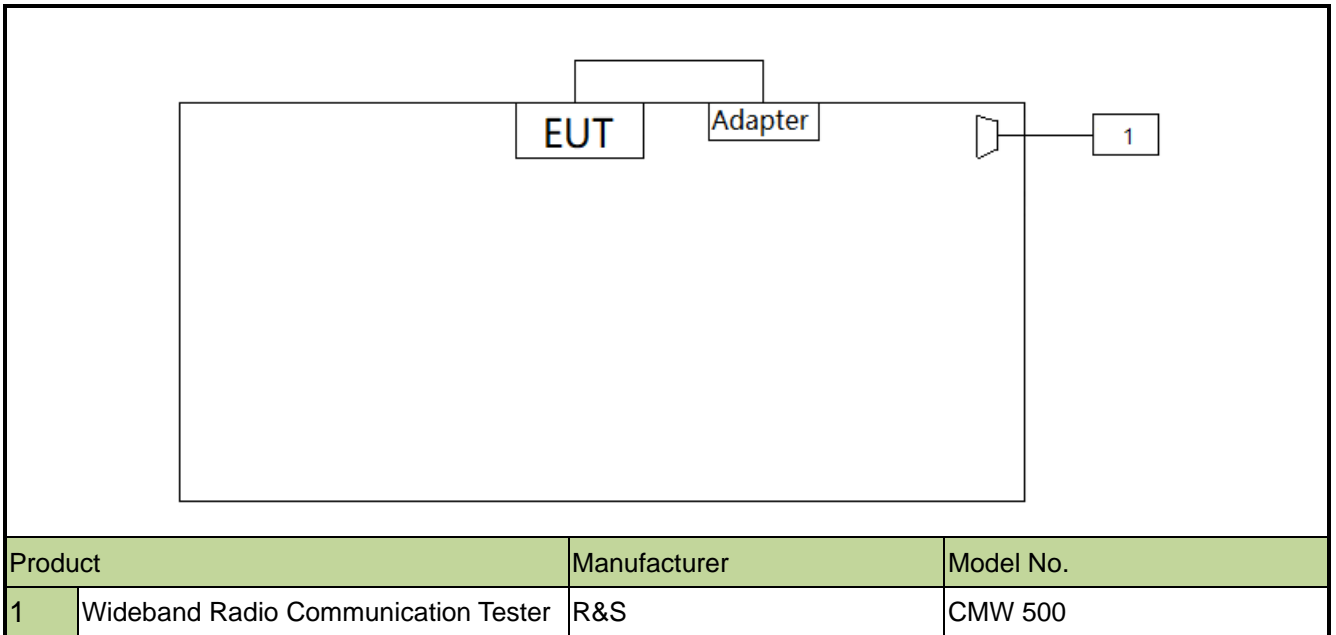 EUT
Adapter
1
Product Manufacturer Model No.
1 Wideband Radio Communication Tester R&S CMW 500